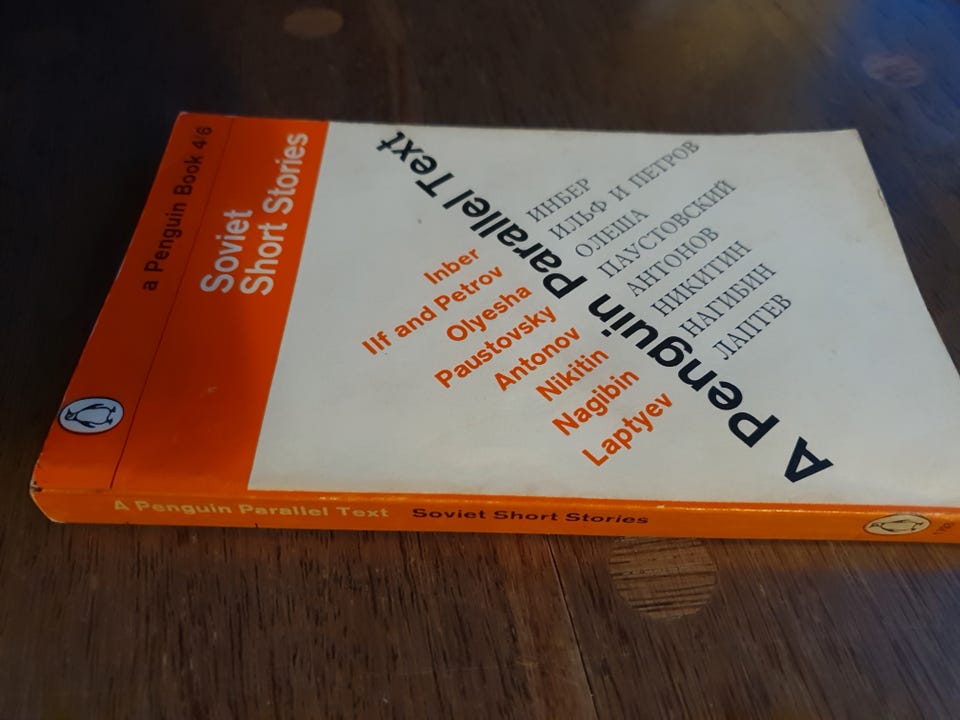 a Penguin Book 4/6
Soviet
Short Stories
A Penguin Parallel Text
Inber
Ilf and Petrov
Olyesha
Paustovsky
Antonov
Nikitin
Nagibin
Laptyev
ИНБЕР
ИЛЬФ И ПЕТРОВ
ОЛЕША
ПАУСТОВСКИЙ
АНТОНОВ
НИКИТИН
НАГИБИН
ЛАПТЕВ
A Penguin Parallel Text Soviet Short Stories